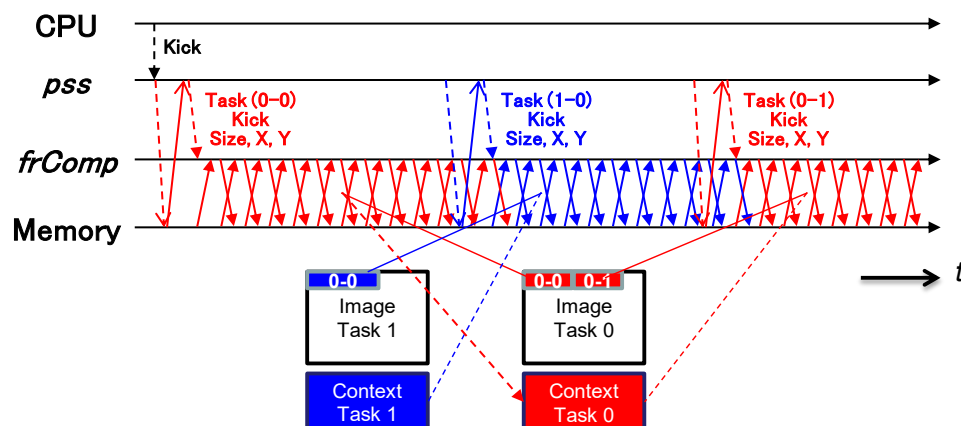 CPU
Kick
pss
Task (0-0)
Kick
Size, X, Y
Task (1-0)
Kick
Size, X, Y
Task (0-1)
Kick
Size, X, Y
frComp
Memory
t
0-0
Image
Task 1
0-0 0-1
Image
Task 0
Context
Task 1
Context
Task 0